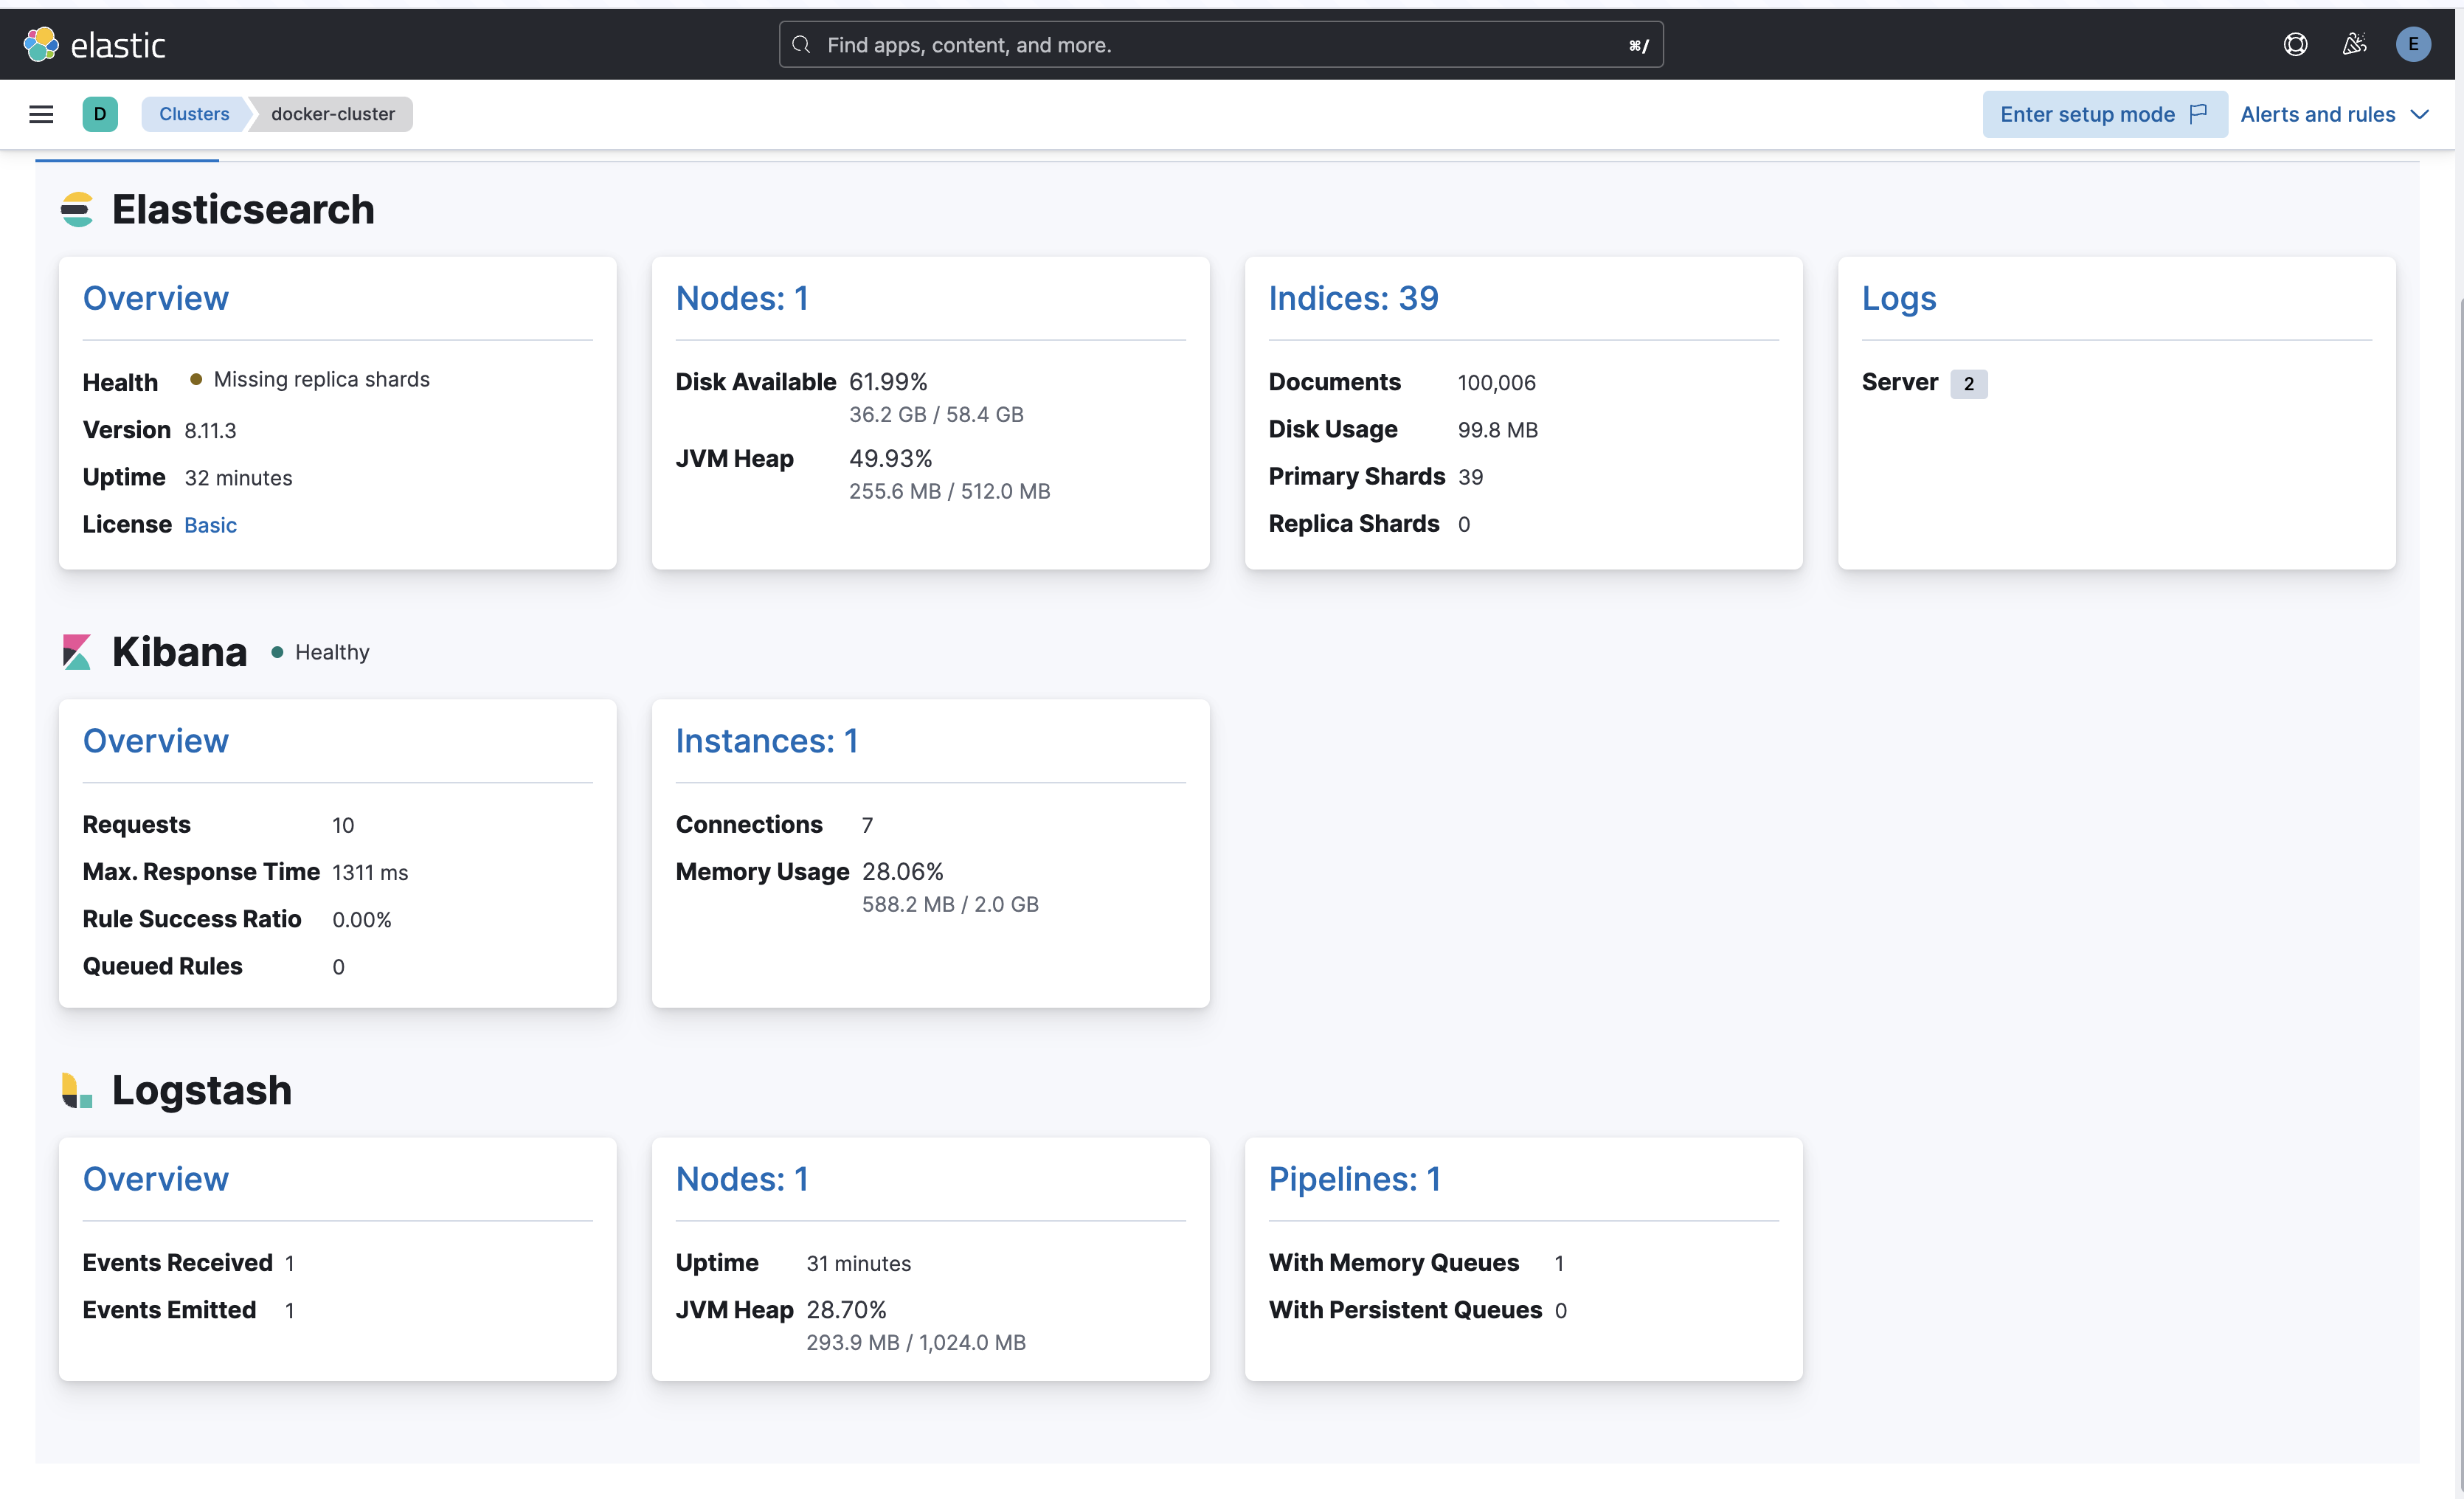 elastic
Find apps, content, and more.
⌘/
E
D
Clusters
docker-cluster
Enter setup mode
Alerts and rules
Elasticsearch
Overview
Health Missing replica shards
Version 8.11.3
Uptime 32 minutes
License Basic
Nodes: 1
Disk Available 61.99%
36.2 GB / 58.4 GB
JVM Heap 49.93%
255.6 MB / 512.0 MB
Indices: 39
Documents 100,006
Disk Usage 99.8 MB
Primary Shards 39
Replica Shards 0
Logs
Server 2
Kibana Healthy
Overview
Requests 10
Max. Response Time 1311 ms
Rule Success Ratio 0.00%
Queued Rules 0
Instances: 1
Connections 7
Memory Usage 28.06%
588.2 MB / 2.0 GB
Logstash
Overview
Events Received 1
Events Emitted 1
Nodes: 1
Uptime 31 minutes
JVM Heap 28.70%
293.9 MB / 1,024.0 MB
Pipelines: 1
With Memory Queues 1
With Persistent Queues 0